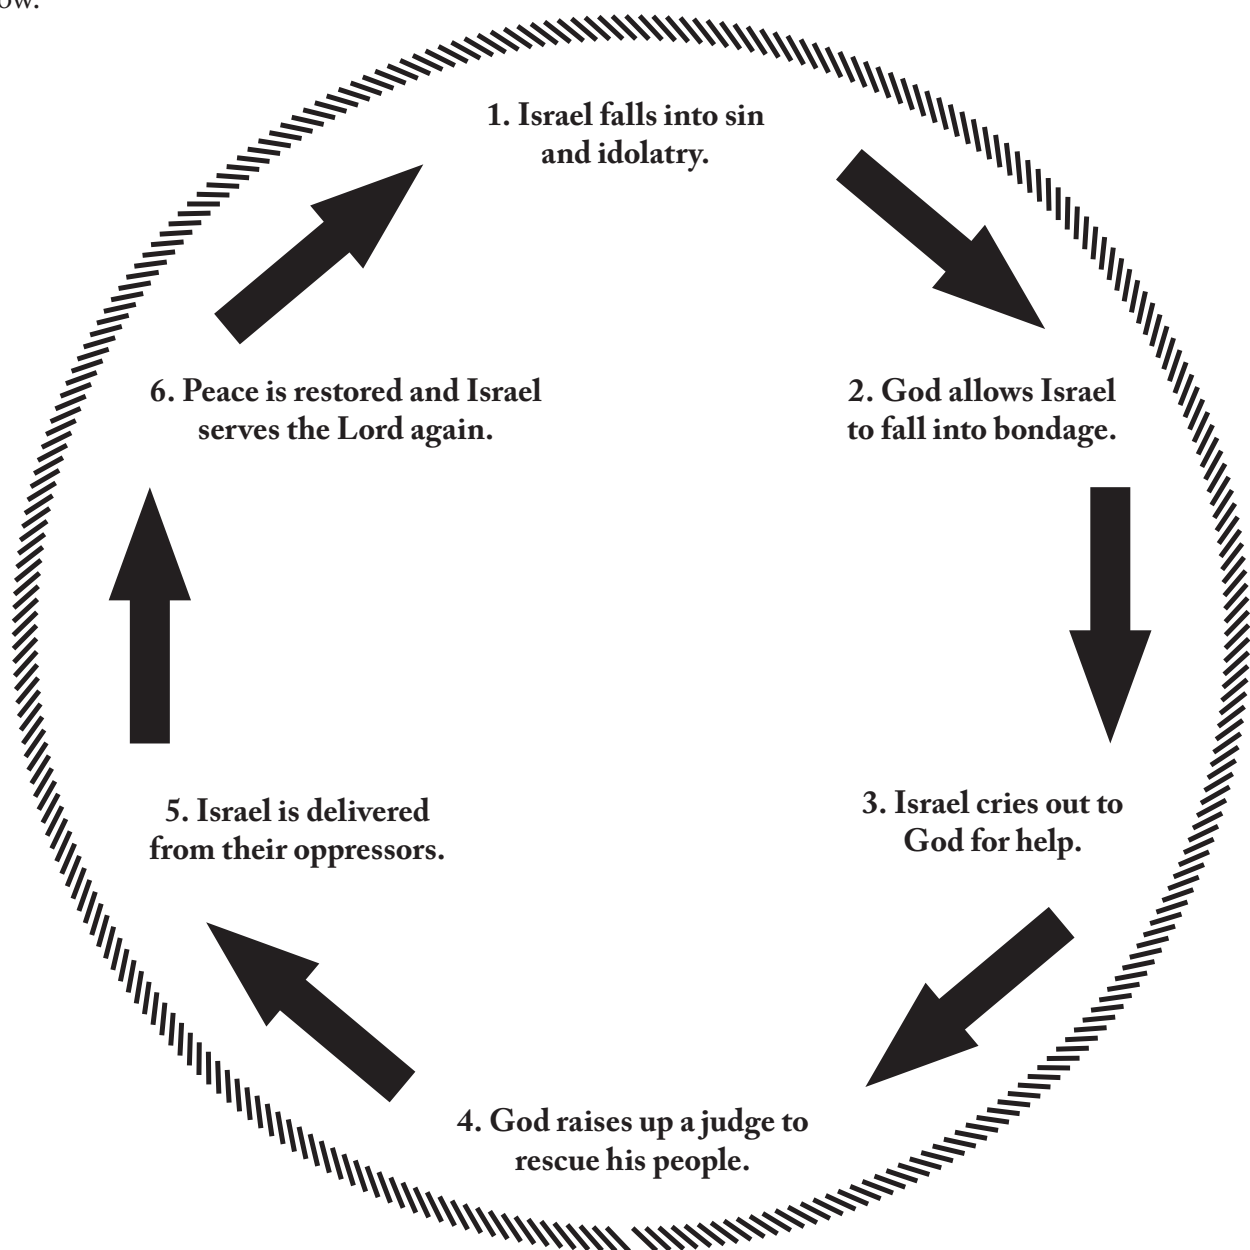 1. Israel falls into sin
and idolatry.
2. God allows Israel
to fall into bondage.
3. Israel cries out to
God for help.
4. God raises up a judge to
rescue his people.
5. Israel is delivered
from their oppressors.
6. Peace is restored and Israel
serves the Lord again.